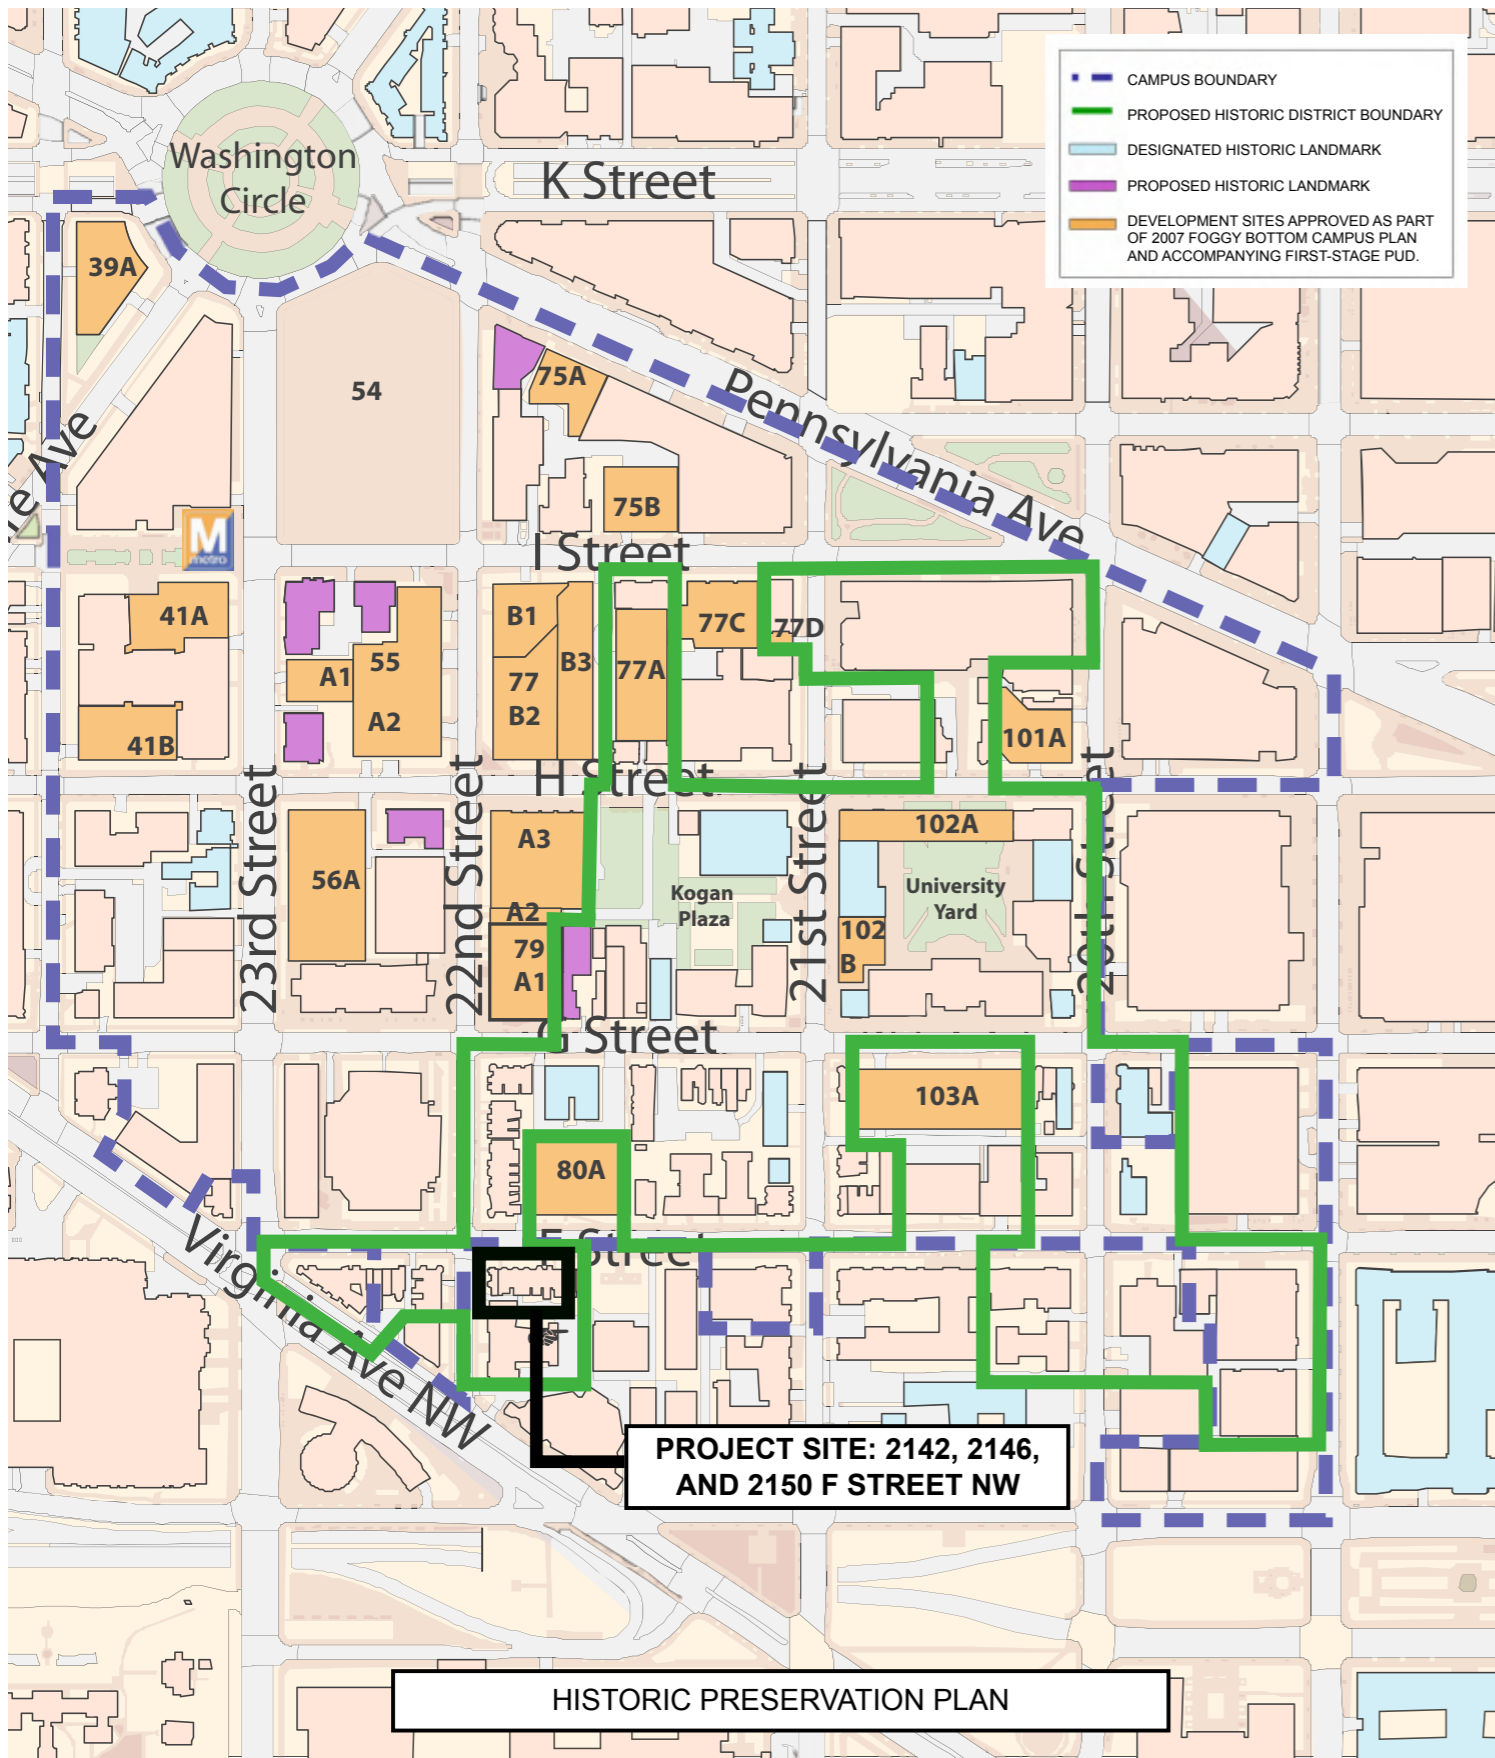 CAMPUS BOUNDARY
PROPOSED HISTORIC DISTRICT BOUNDARY
DESIGNATED HISTORIC LANDMARK
PROPOSED HISTORIC LANDMARK
DEVELOPMENT SITES APPROVED AS PART
OF 2007 FOGGY BOTTOM CAMPUS PLAN
AND ACCOMPANYING FIRST-STAGE PUD.
Washington
Circle
K Street
39A
54
75A
Pennsylvania Ave
Ave
75B
M
metro
I Street
41A
B1
77C
77D
55
B3
A1
77A
77
B2
A2
41B
101A
H Street
23rd Street
22nd Street
21st Street
20th Street
A3
102A
56A
Kogan
Plaza
University
Yard
A2
79
A1
102
B
G Street
103A
80A
F Street
Virginia Ave NW
PROJECT SITE: 2142, 2146,
AND 2150 F STREET NW
HISTORIC PRESERVATION PLAN